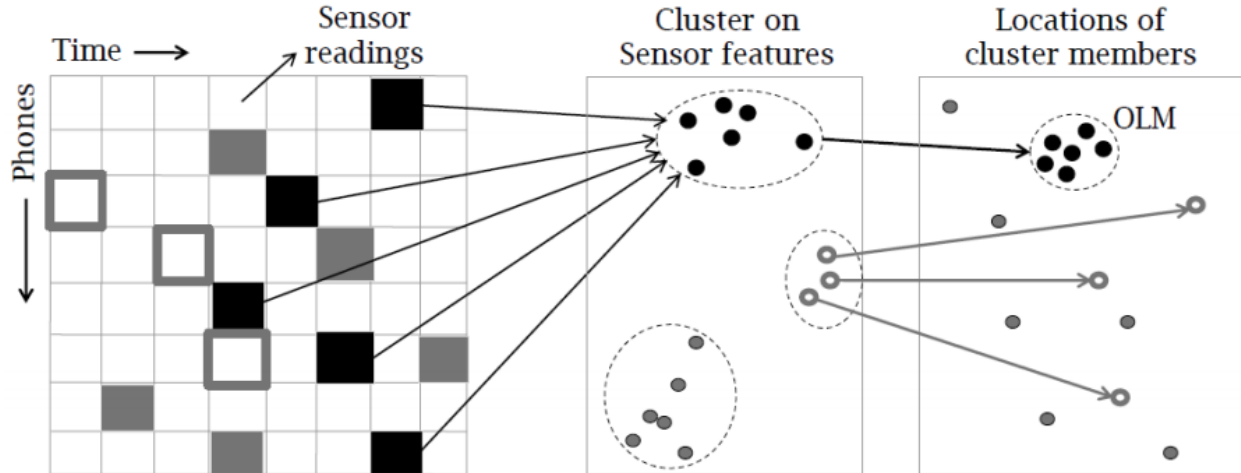 Time
Sensor
readings
Cluster on
Sensor features
Locations of
cluster members
Phones
OLM